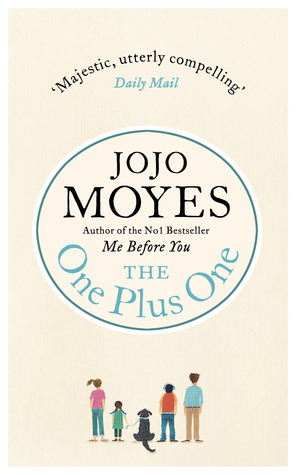 ‘Majestic, utterly compelling’
Daily Mail
JOJO
MOYES
Author of the No1 Bestseller
Me Before You
THE
One Plus One